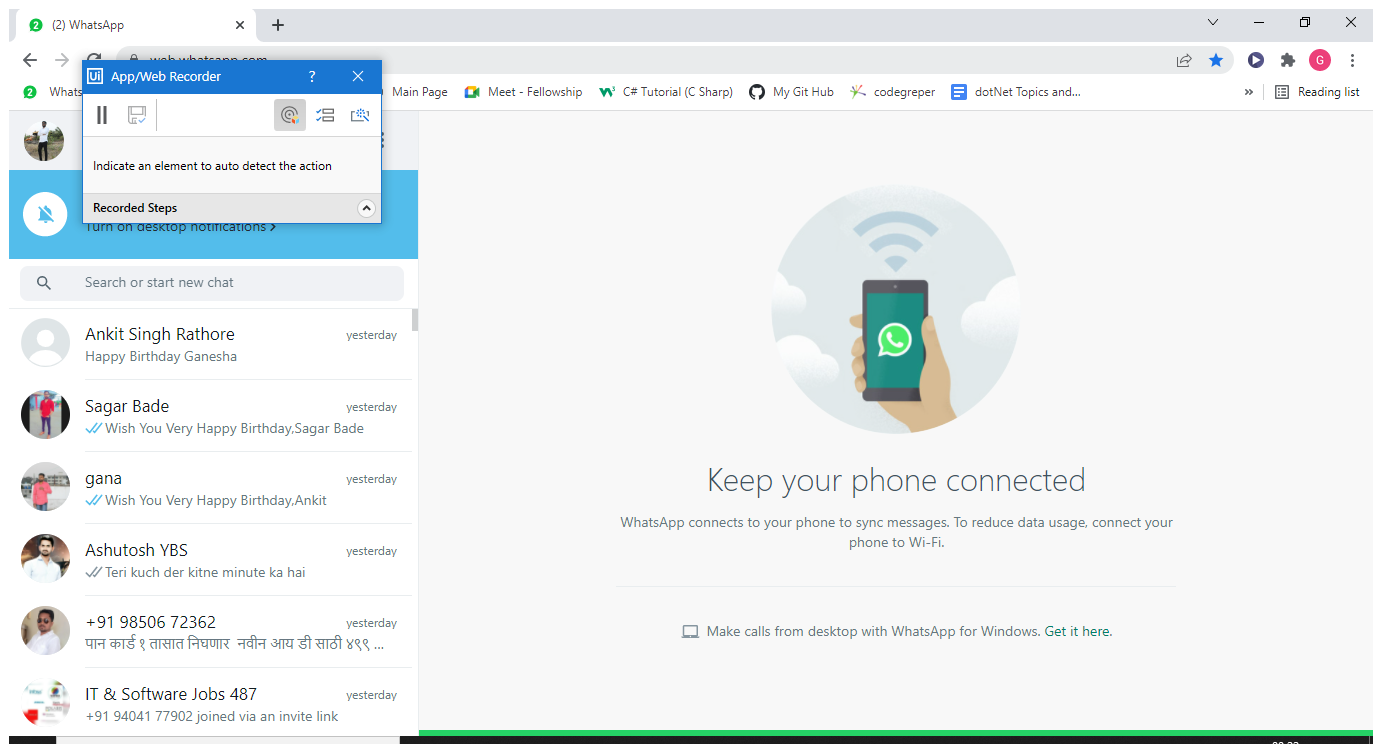 2 (2) WhatsApp
web.whatsapp.com
G
2 Whats
Main Page
Meet - Fellowship
C# Tutorial (C Sharp)
My Git Hub
codegreper
dotNet Topics and...
»
Reading list
Ui App/Web Recorder ?
Indicate an element to auto detect the action
Recorded Steps
Turn on desktop notifications
Search or start new chat
Ankit Singh Rathore yesterday
Happy Birthday Ganesha
Sagar Bade yesterday
Wish You Very Happy Birthday,Sagar Bade
gana yesterday
Wish You Very Happy Birthday,Ankit
Ashutosh YBS yesterday
Teri kuch der kitne minute ka hai
+91 98506 72362 yesterday
पान कार्ड १ तासात निघणार नवीन आय डी साठी ४९९ ...
IT & Software Jobs 487 yesterday
+91 94041 77902 joined via an invite link
Keep your phone connected
WhatsApp connects to your phone to sync messages. To reduce data usage, connect your
phone to Wi-Fi.
Make calls from desktop with WhatsApp for Windows. Get it here.